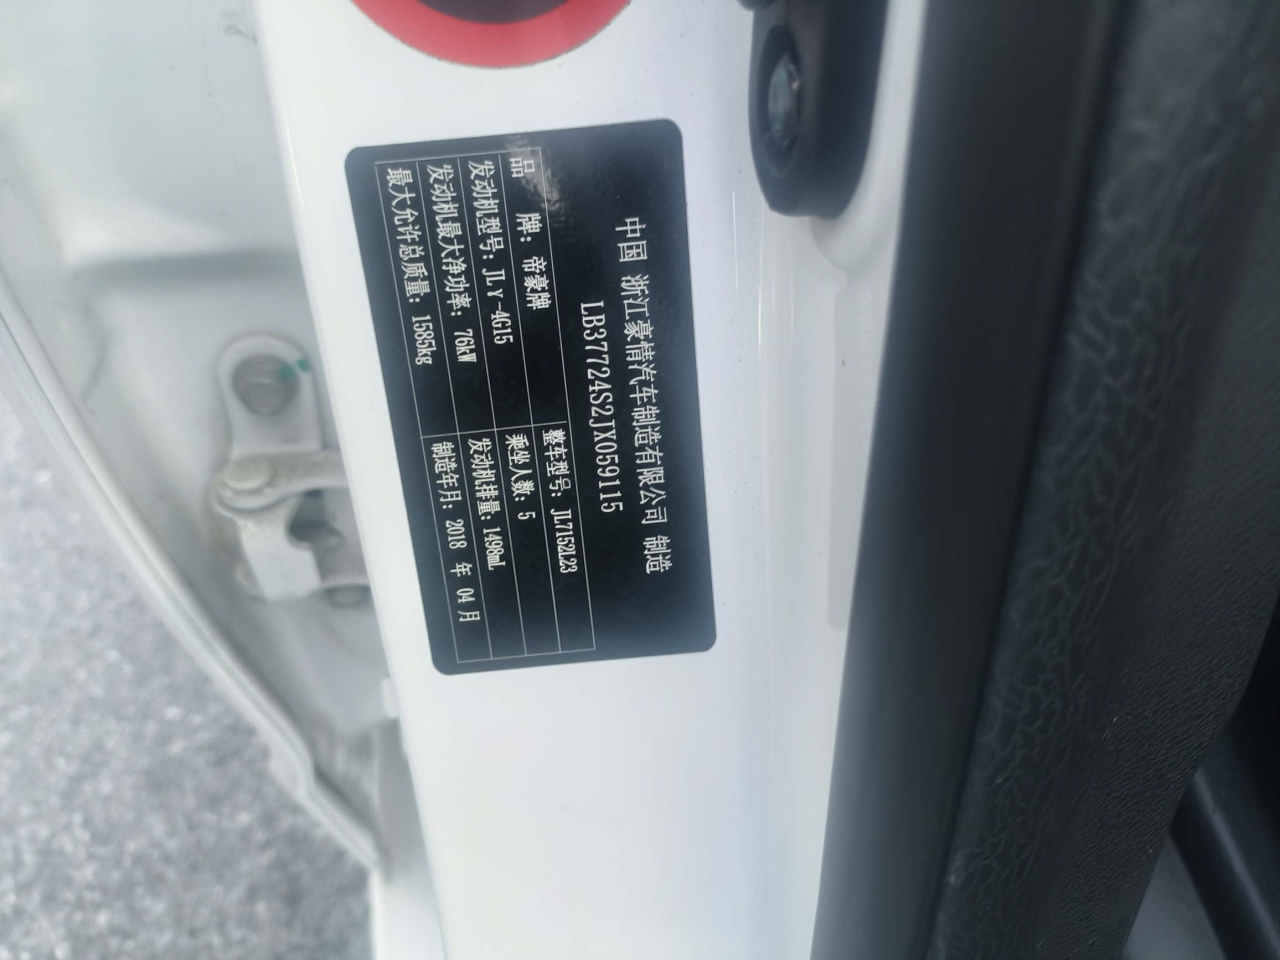 中国 浙江豪情汽车制造有限公司 制造
LB37724S2JX059115
品 牌：帝豪牌 整车型号：JL7152L23
发动机型号：JLγ-4G15 乘坐人数：5
发动机最大净功率：76kW 发动机排量：1498mL
最大允许总质量：1585kg 制造年月：2018 年 04 月